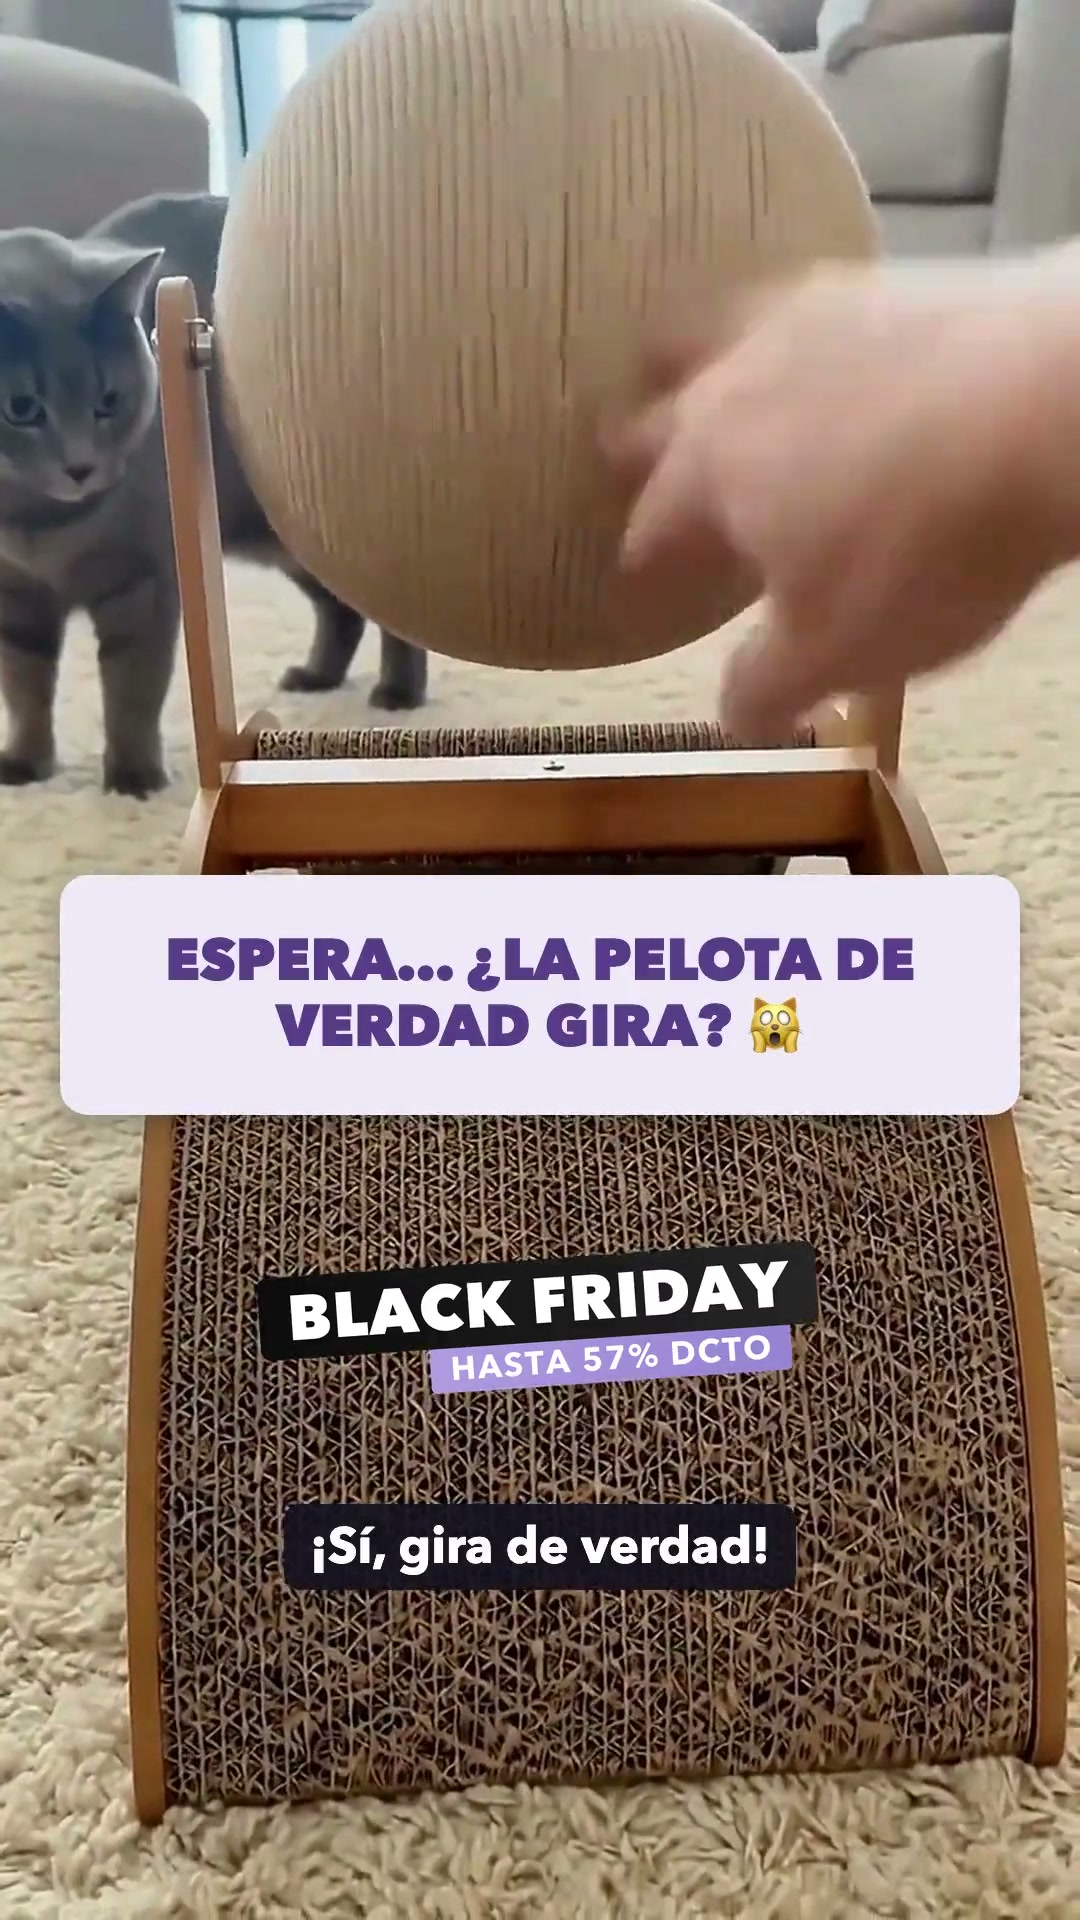 ESPERA... ¿LA PELOTA DE
VERDAD GIRA? 🙀
BLACK FRIDAY
HASTA 57% DCTO
¡Sí, gira de verdad!